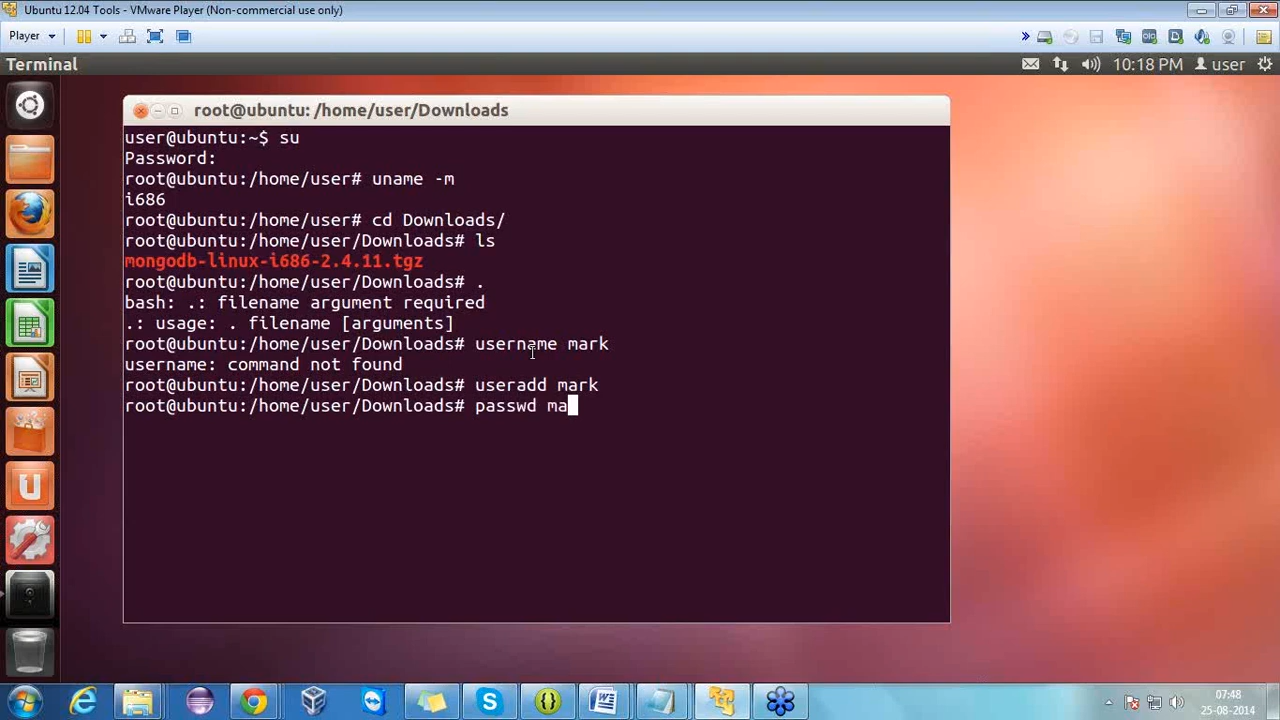 Ubuntu 12.04 Tools - VMware Player (Non-commercial use only)
Player
Terminal
10:18 PM
user
root@ubuntu: /home/user/Downloads
user@ubuntu:~$ su
Password:
root@ubuntu:/home/user# uname -m
i686
root@ubuntu:/home/user# cd Downloads/
root@ubuntu:/home/user/Downloads# ls
mongodb-linux-i686-2.4.11.tgz
root@ubuntu:/home/user/Downloads# .
bash: .: filename argument required
.: usage: . filename [arguments]
root@ubuntu:/home/user/Downloads# username mark
username: command not found
root@ubuntu:/home/user/Downloads# useradd mark
root@ubuntu:/home/user/Downloads# passwd ma
07:48
25-08-2014